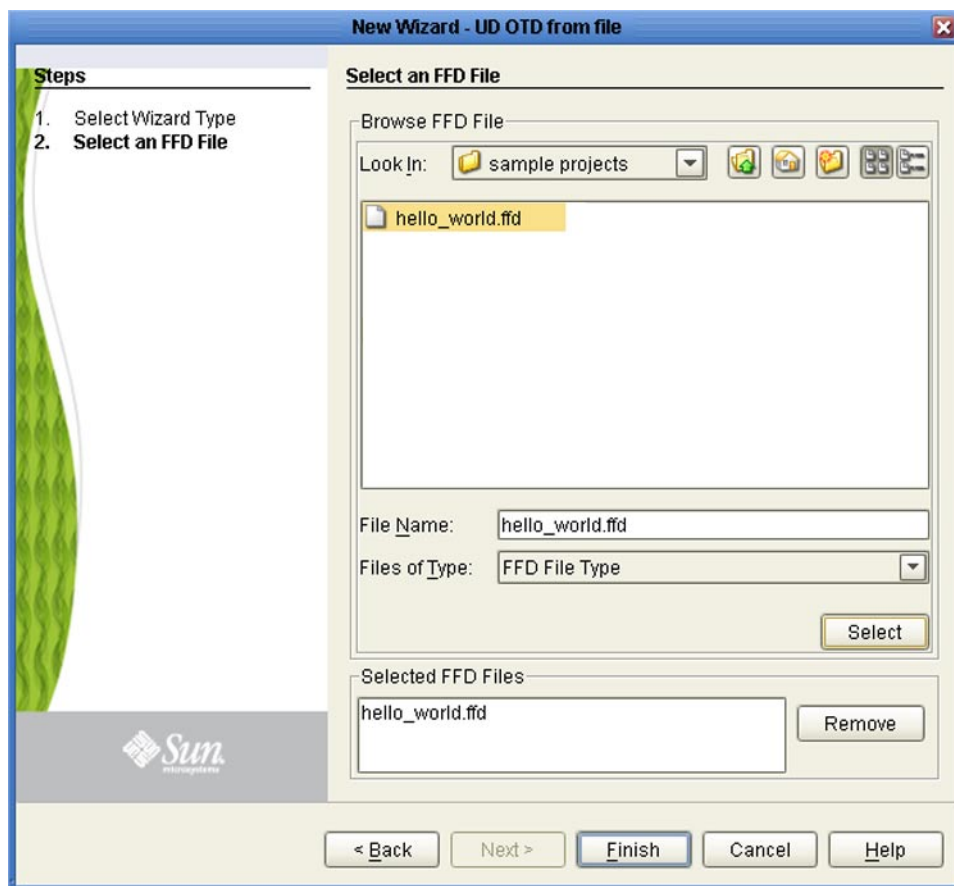 New Wizard - UD OTD from file
Steps
1. Select Wizard Type
2. Select an FFD File
Select an FFD File
Browse FFD File
Look In: sample projects
hello_world.ffd
File Name: hello_world.ffd
Files of Type: FFD File Type
Select
Selected FFD Files
hello_world.ffd
Remove
Sun
microsystems
< Back Next > Finish Cancel Help